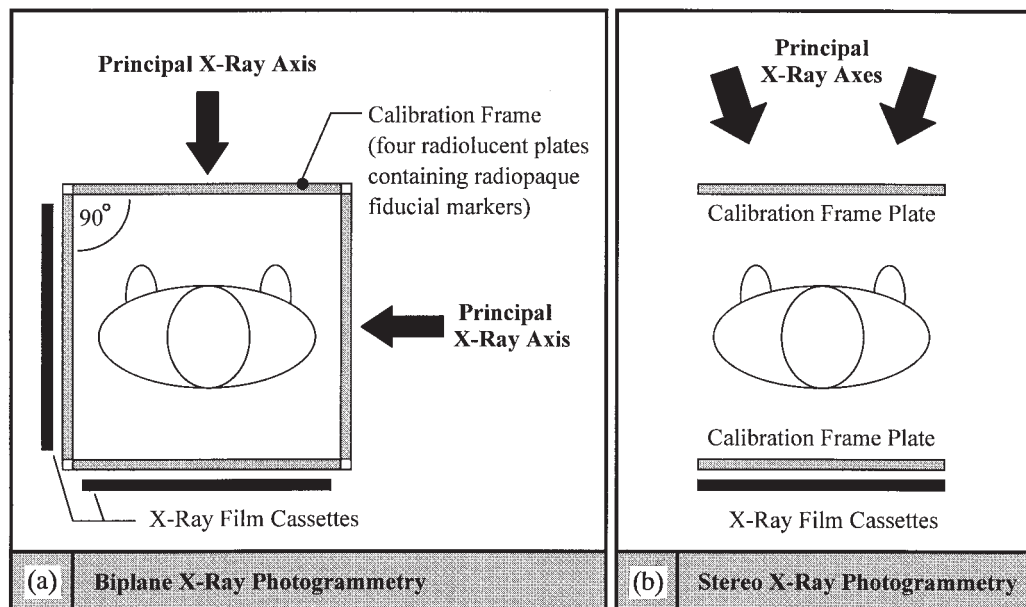 Principal X-Ray Axis
Calibration Frame
(four radiolucent plates
containing radiopaque
fiducial markers)
90°
Principal
X-Ray Axis
X-Ray Film Cassettes
(a) Biplane X-Ray Photogrammetry
Principal
X-Ray Axes
Calibration Frame Plate
Calibration Frame Plate
X-Ray Film Cassettes
(b) Stereo X-Ray Photogrammetry